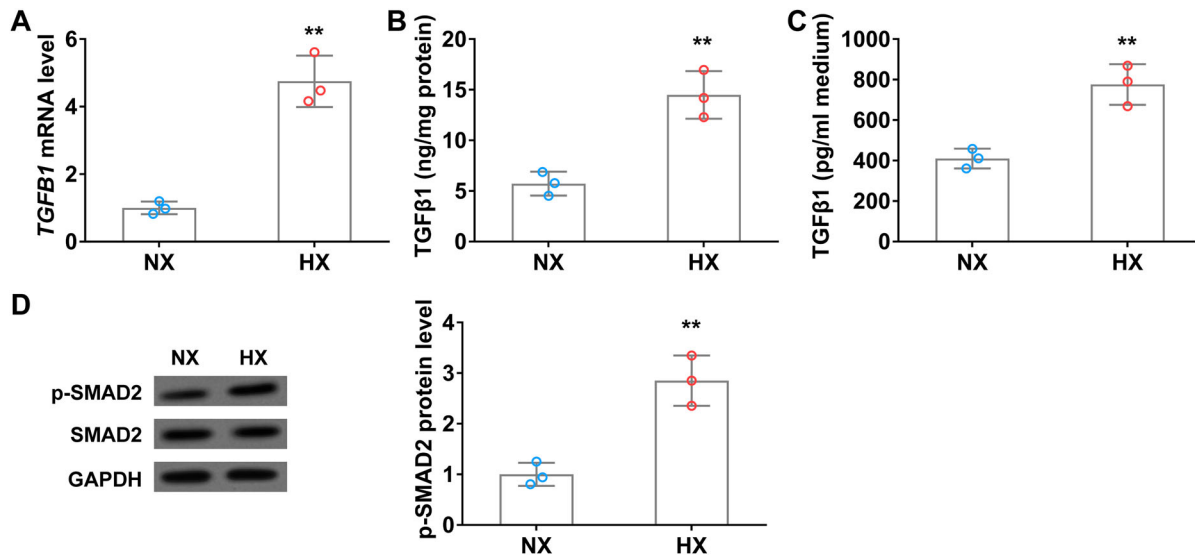 A
TGFB1 mRNA level
6
4
2
0
**
NX HX
B
TGFβ1 (ng/mg protein)
20
15
10
5
0
**
NX HX
C
TGFβ1 (pg/ml medium)
1000
800
600
400
200
0
**
NX HX
D
NX HX
p-SMAD2
SMAD2
GAPDH
p-SMAD2 protein level
4
3
2
1
0
**
NX HX